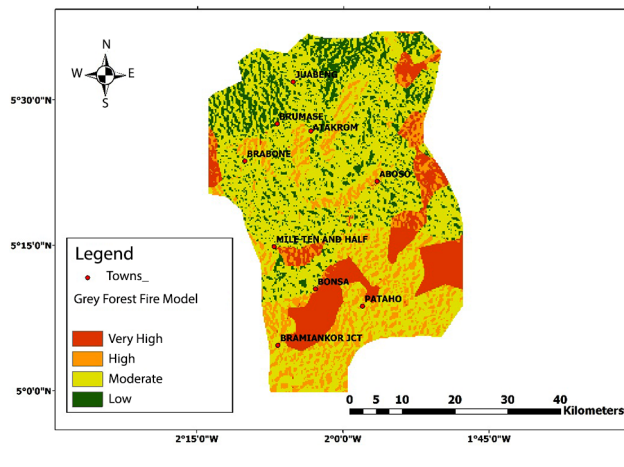 N
W E
S
5°30'0"N
5°15'0"N
5°0'0"N
JUABENG
BRUMASE
ATAKROM
BRABONE
ABOSO
MILE TEN AND HALF
BONSA
PATAHO
BRAMIANKOR JCT
Legend
Towns_
Grey Forest Fire Model
Very High
High
Moderate
Low
0 5 10 20 30 40
Kilometers
2°15'0"W 2°0'0"W 1°45'0"W